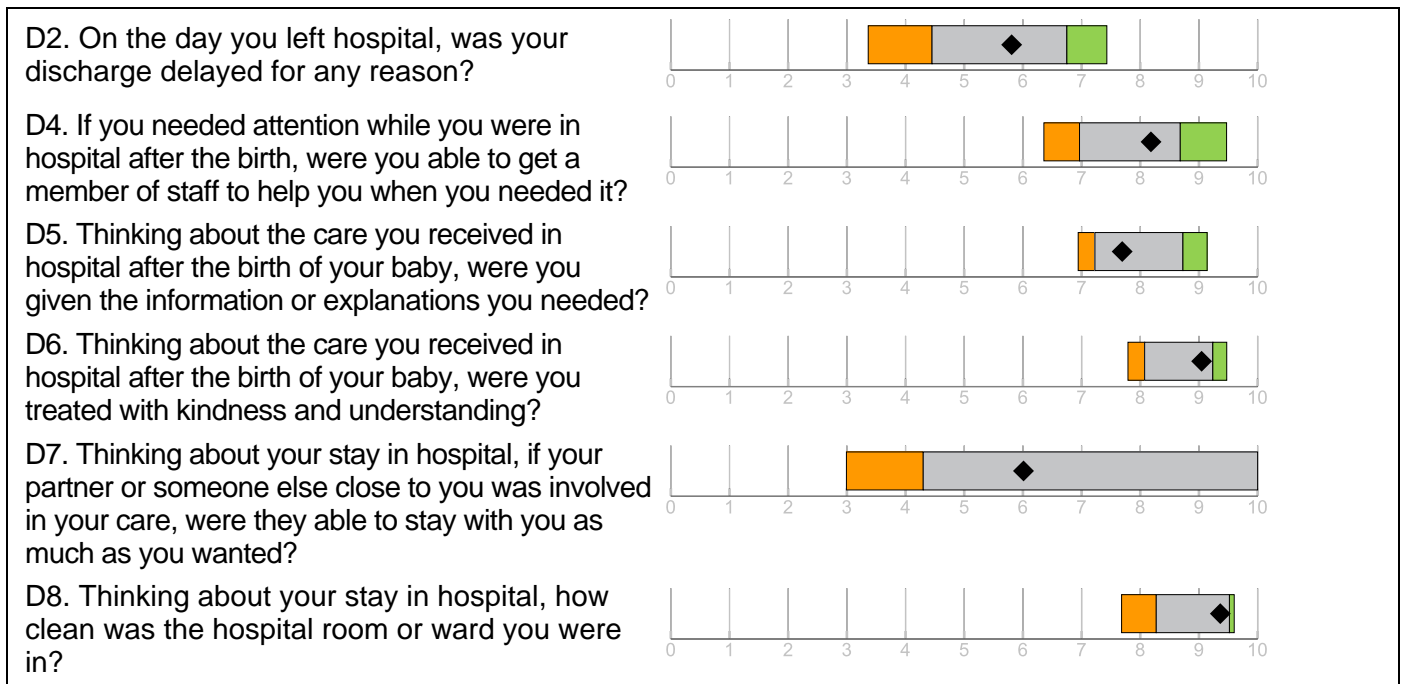 D2. On the day you left hospital, was your
discharge delayed for any reason?
0 1 2 3 4 5 6 7 8 9 10
D4. If you needed attention while you were in
hospital after the birth, were you able to get a
member of staff to help you when you needed it?
0 1 2 3 4 5 6 7 8 9 10
D5. Thinking about the care you received in
hospital after the birth of your baby, were you
given the information or explanations you needed?
0 1 2 3 4 5 6 7 8 9 10
D6. Thinking about the care you received in
hospital after the birth of your baby, were you
treated with kindness and understanding?
0 1 2 3 4 5 6 7 8 9 10
D7. Thinking about your stay in hospital, if your
partner or someone else close to you was involved
in your care, were they able to stay with you as
much as you wanted?
0 1 2 3 4 5 6 7 8 9 10
D8. Thinking about your stay in hospital, how
clean was the hospital room or ward you were
in?
0 1 2 3 4 5 6 7 8 9 10